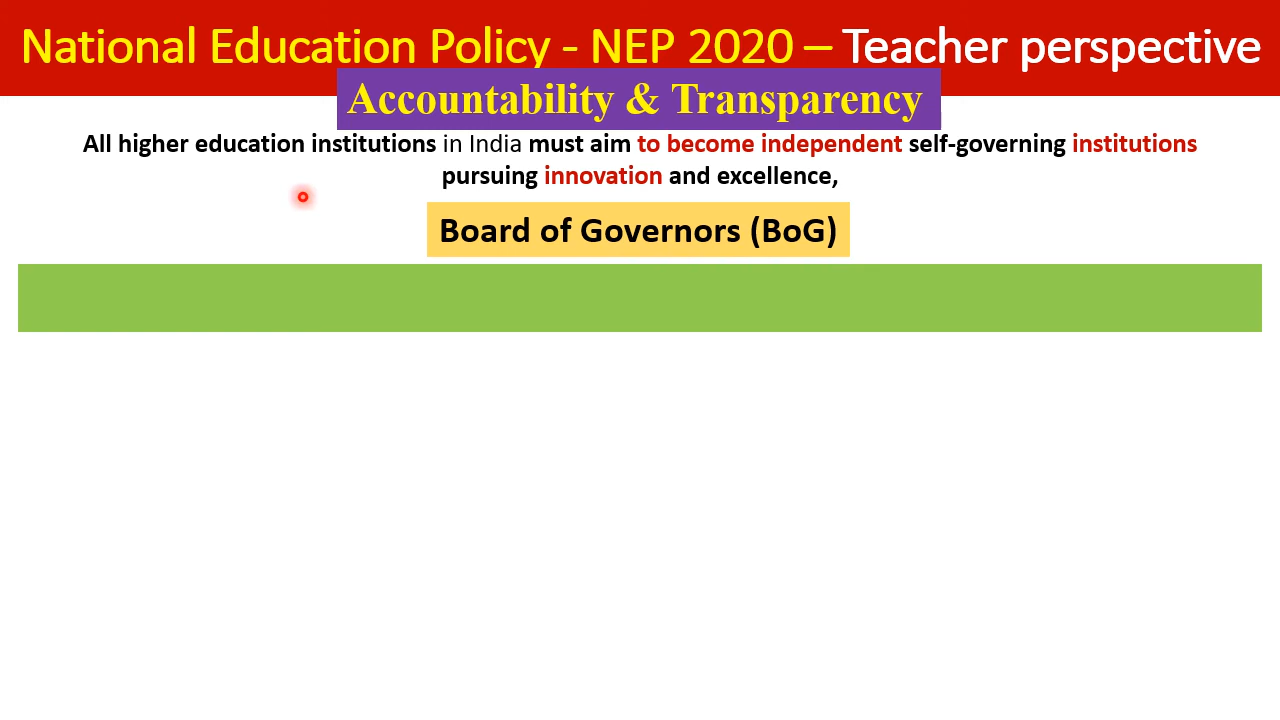 National Education Policy - NEP 2020 – Teacher perspective
Accountability & Transparency
All higher education institutions in India must aim to become independent self-governing institutions
pursuing innovation and excellence,
Board of Governors (BoG)